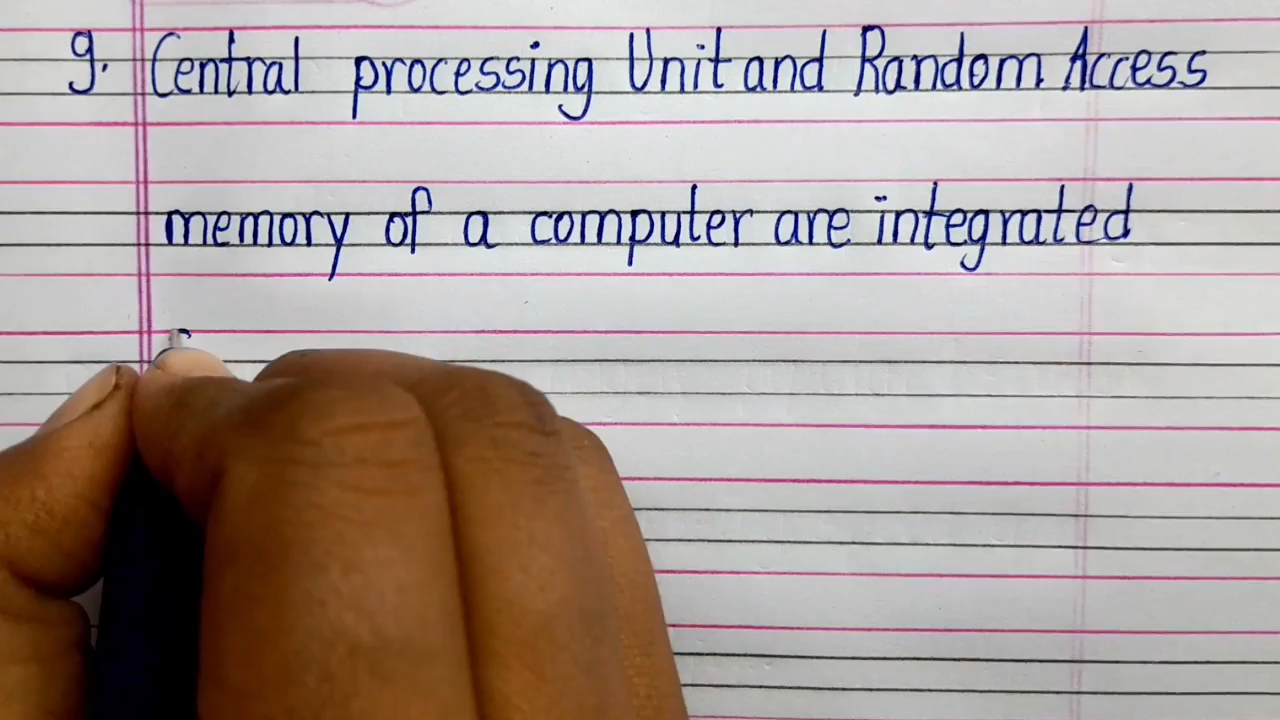 9. Central processing Unit and Random Access
memory of a computer are integrated